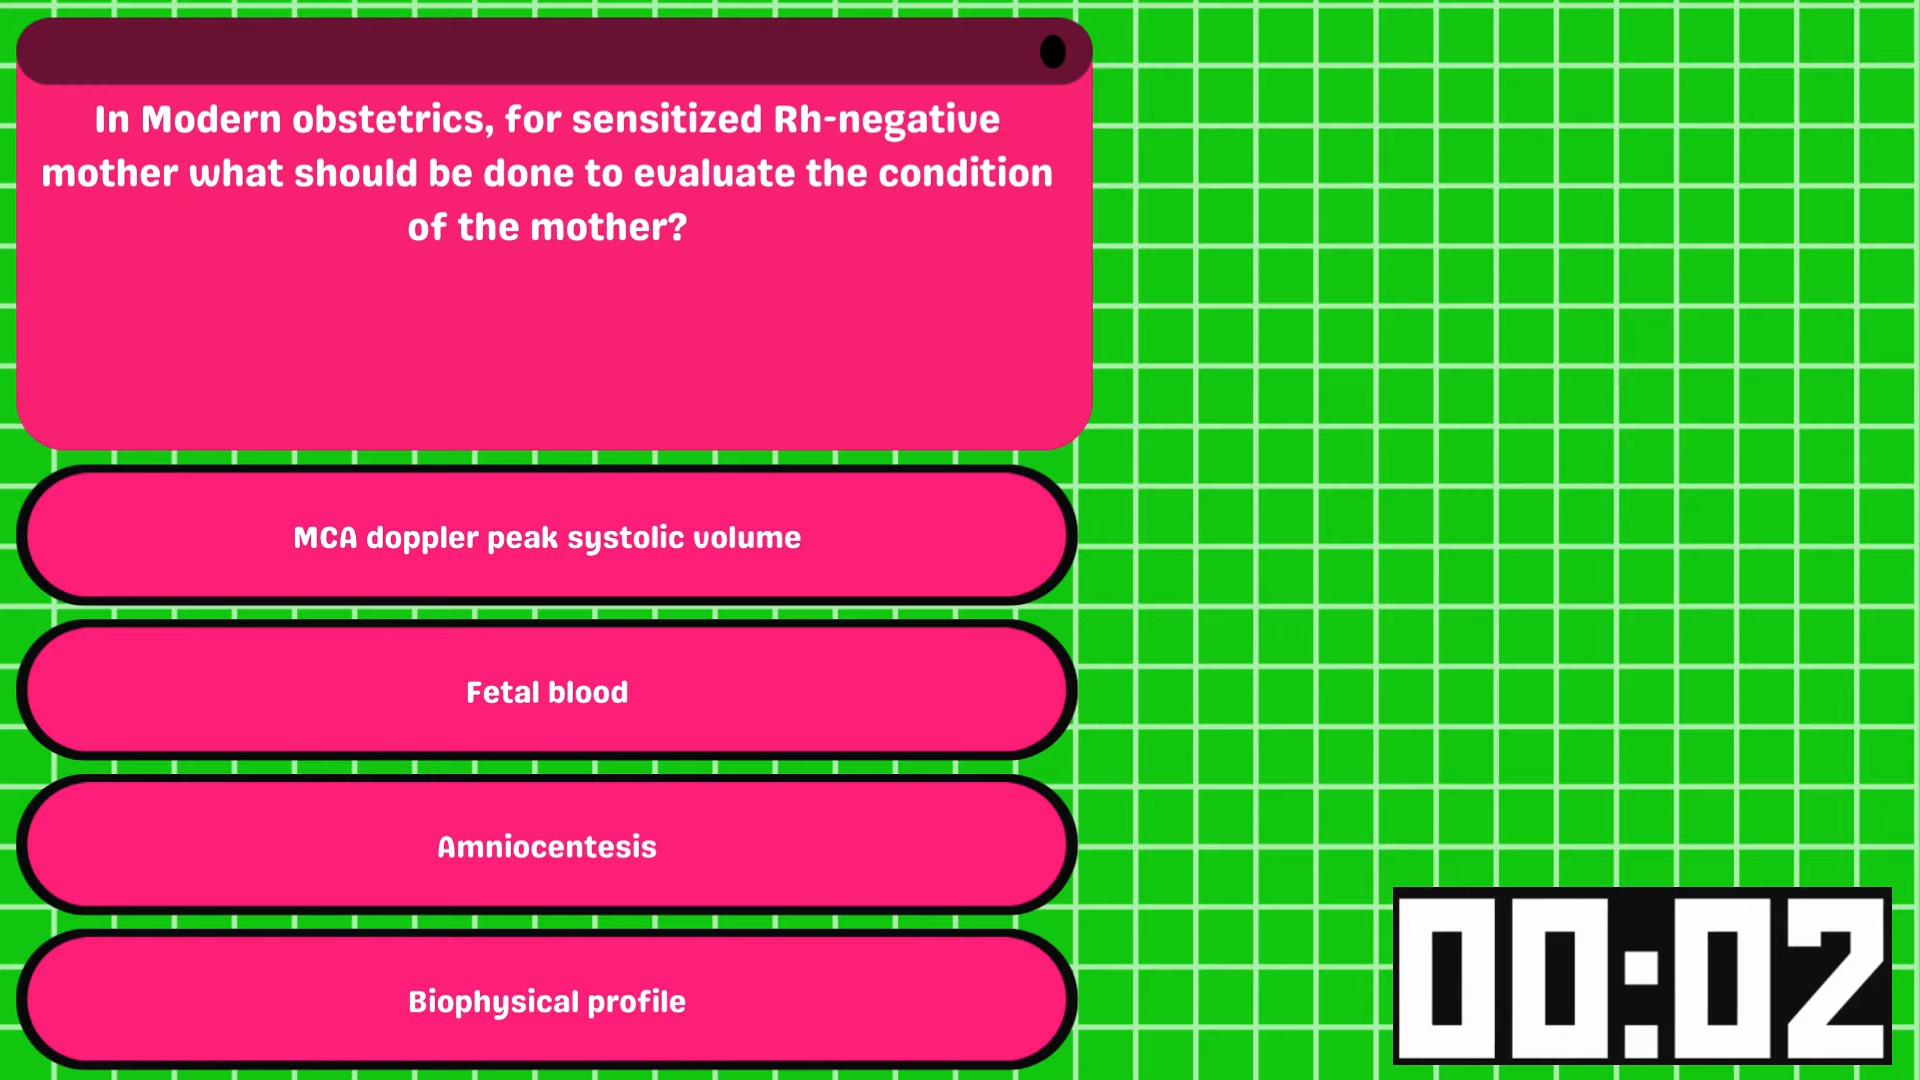 In Modern obstetrics, for sensitized Rh-negative
mother what should be done to evaluate the condition
of the mother?
MCA doppler peak systolic volume
Fetal blood
Amniocentesis
Biophysical profile
00:02